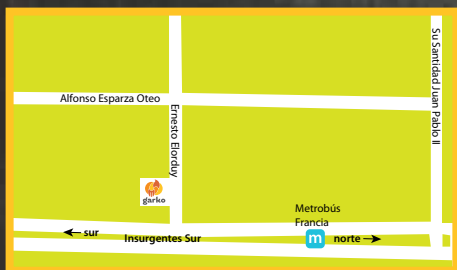 Alfonso Esparza Oteo
Ernesto Elorduy
Su Santidad Juan Pablo II
garko
Metrobús
Francia
sur
Insurgentes Sur
m
norte